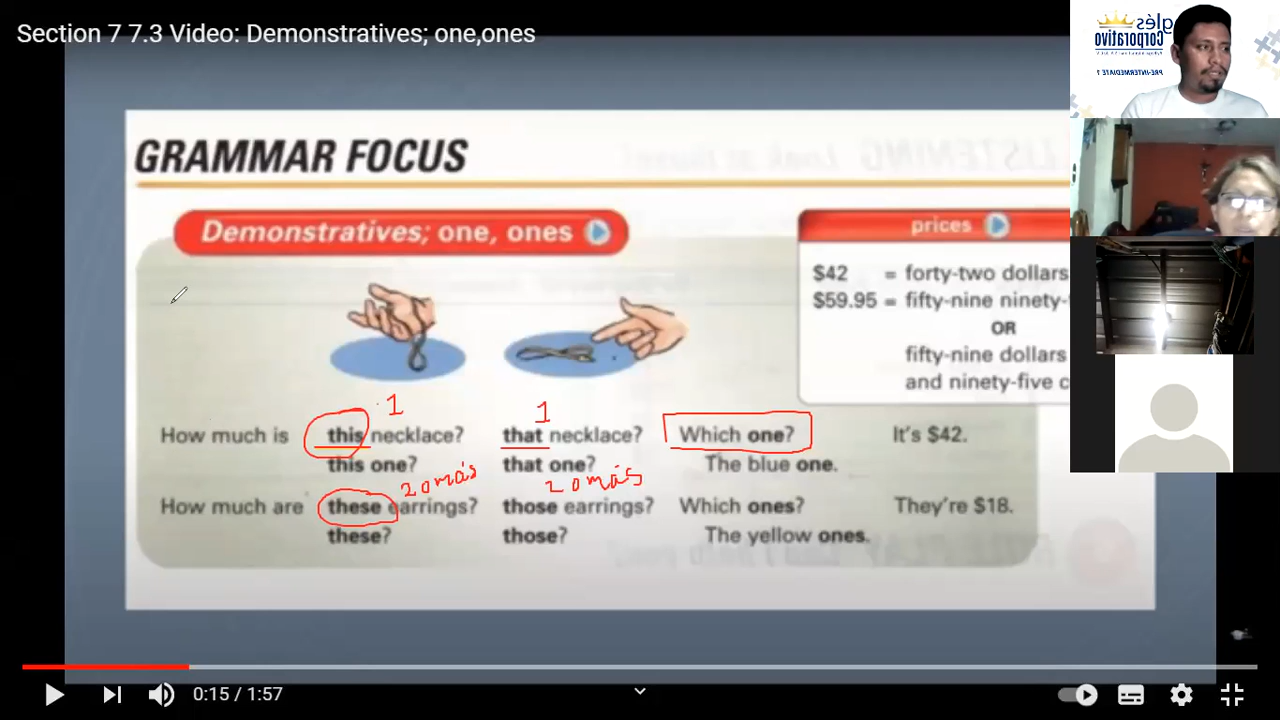 Section 7 7.3 Video: Demonstratives; one,ones
glés
Corporativo
PRE-INTERMEDIATE 1
GRAMMAR FOCUS
Demonstratives; one, ones
prices
$42 = forty-two dollars
$59.95 = fifty-nine ninety-
OR
fifty-nine dollars
and ninety-five c
1 1
How much is this necklace? that necklace? Which one? It's $42.
this one? that one? The blue one.
2 o más 2 o más
How much are these earrings? those earrings? Which ones? They're $18.
these? those? The yellow ones.
0:15 / 1:57